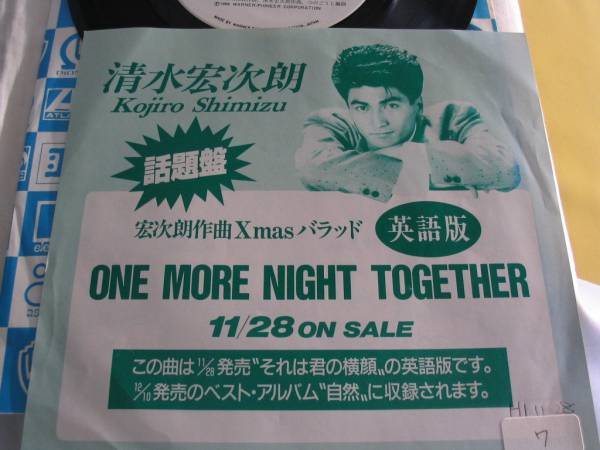 WARNER-PIONEER CORPORATION
清水宏次朗
Kojiro Shimizu
話題盤
宏次朗作曲Xmasバラッド
英語版
ONE MORE NIGHT TOGETHER
11/28 ON SALE
この曲は11/28発売“それは君の横顔”の英語版です。
12/10発売のベスト・アルバム“自然”に収録されます。
7